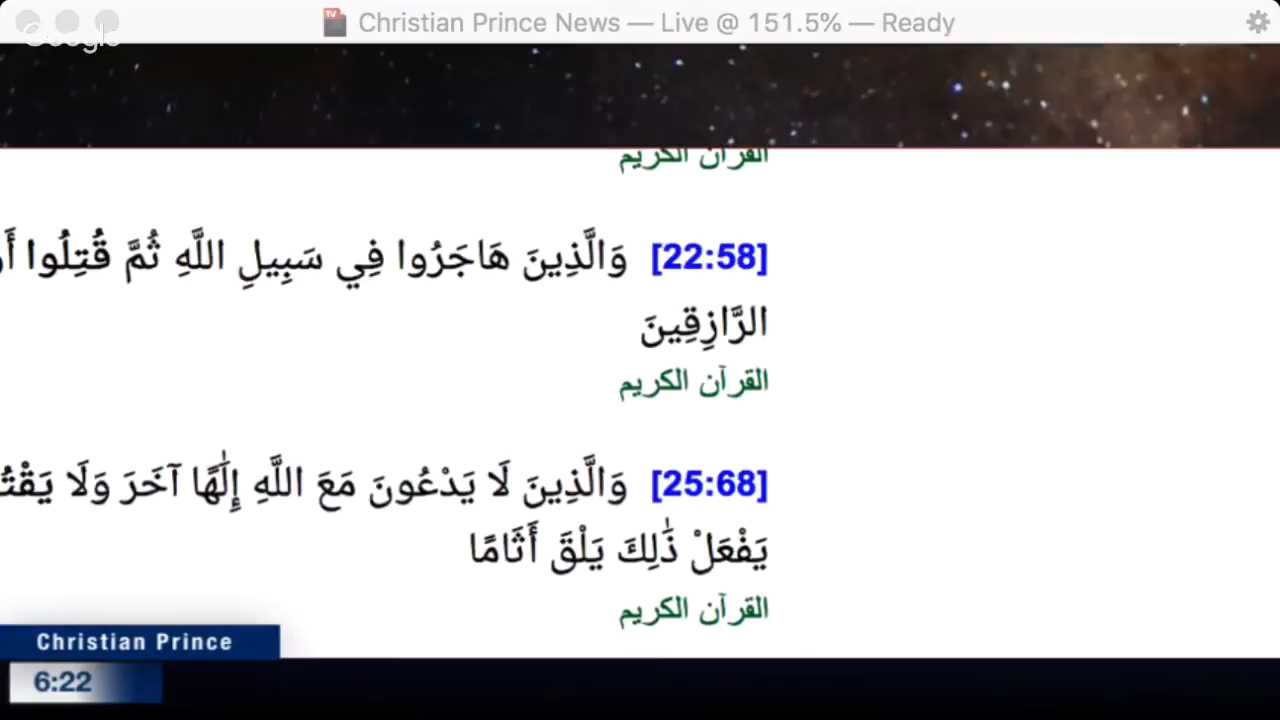 Christian Prince News — Live @ 151.5% — Ready
Google
القرآن الكريم
[22:58] وَالَّذِينَ هَاجَرُوا فِي سَبِيلِ اللَّهِ ثُمَّ قُتِلُوا
الرَّازِقِينَ
القرآن الكريم
[25:68] وَالَّذِينَ لَا يَدْعُونَ مَعَ اللَّهِ إِلَٰهًا آخَرَ وَلَا
يَفْعَلْ ذَٰلِكَ يَلْقَ أَثَامًا
القرآن الكريم
Christian Prince
6:22